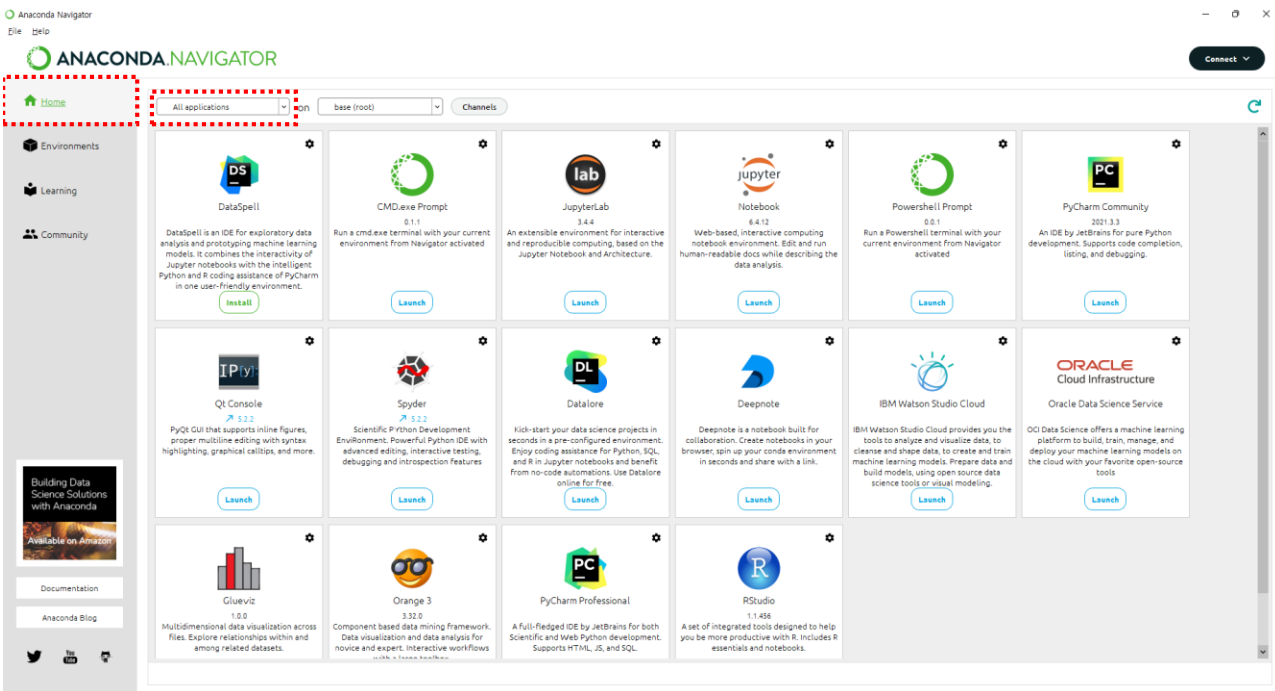 Anaconda Navigator
File Help
ANACONDA.NAVIGATOR
Connect
Home
All applications on base (root) Channels
Environments
Learning
Community
DS
DataSpell
DataSpell is an IDE for exploratory data
analysis and prototyping machine learning
models. It combines the interactivity of
Jupyter notebooks with the intelligent
Python and R coding assistance of PyCharm
in one user-friendly environment.
Install
CMD.exe Prompt
0.1.1
Run a cmd.exe terminal with your current
environment from Navigator activated
Launch
lab
JupyterLab
3.4.4
An extensible environment for interactive
and reproducible computing, based on the
Jupyter Notebook and Architecture.
Launch
jupyter
Notebook
6.4.12
Web-based, interactive computing
notebook environment. Edit and run
human-readable docs while describing the
data analysis.
Launch
Powershell Prompt
0.0.1
Run a Powershell terminal with your
current environment from Navigator
activated
Launch
PC
PyCharm Community
2021.3.3
An IDE by JetBrains for pure Python
development. Supports code completion,
listing, and debugging.
Launch
IP[y]:
Qt Console
5.2.2
PyQt GUI that supports inline figures,
proper multiline editing with syntax
highlighting, graphical calltips, and more.
Launch
Spyder
5.2.2
Scientific PYthon Development
EnviRonment. Powerful Python IDE with
advanced editing, interactive testing,
debugging and introspection features
Launch
DL
Datalore
Kick-start your data science projects in
seconds in a pre-configured environment.
Enjoy coding assistance for Python, SQL,
and R in Jupyter notebooks and benefit
from no-code automations. Use Datalore
online for free.
Launch
Deepnote
Deepnote is a notebook built for
collaboration. Create notebooks in your
browser, spin up your conda environment
in seconds and share with a link.
Launch
IBM Watson Studio Cloud
IBM Watson Studio Cloud provides you the
tools to analyze and visualize data, to
cleanse and shape data, to create and train
machine learning models. Prepare data and
build models, using open source data
science tools or visual modeling.
Launch
ORACLE
Cloud Infrastructure
Oracle Data Science Service
OCI Data Science offers a machine learning
platform to build, train, manage, and
deploy your machine learning models on
the cloud with your favorite open-source
tools
Launch
Glueviz
1.0.0
Multidimensional data visualization across
files. Explore relationships within and
among related datasets.
Orange 3
3.32.0
Component based data mining framework.
Data visualization and data analysis for
novice and expert. Interactive workflows
with a large toolbox.
PC
PyCharm Professional
A full-fledged IDE by JetBrains for both
Scientific and Web Python development.
Supports HTML, JS, and SQL.
R
RStudio
1.1.456
A set of integrated tools designed to help
you be more productive with R. Includes R
essentials and notebooks.
Building Data
Science Solutions
with Anaconda
Available on Amazon
Documentation
Anaconda Blog
You
Tube